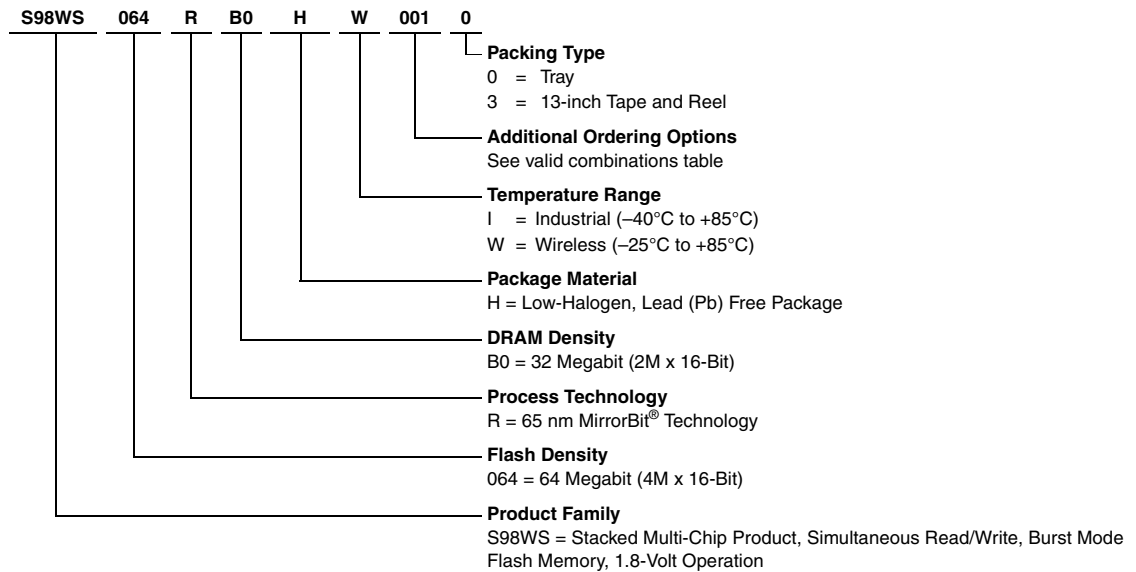 S98WS 064 R B0 H W 001 0
Packing Type
0 = Tray
3 = 13-inch Tape and Reel
Additional Ordering Options
See valid combinations table
Temperature Range
I = Industrial (–40°C to +85°C)
W = Wireless (–25°C to +85°C)
Package Material
H = Low-Halogen, Lead (Pb) Free Package
DRAM Density
B0 = 32 Megabit (2M x 16-Bit)
Process Technology
R = 65 nm MirrorBit® Technology
Flash Density
064 = 64 Megabit (4M x 16-Bit)
Product Family
S98WS = Stacked Multi-Chip Product, Simultaneous Read/Write, Burst Mode
Flash Memory, 1.8-Volt Operation